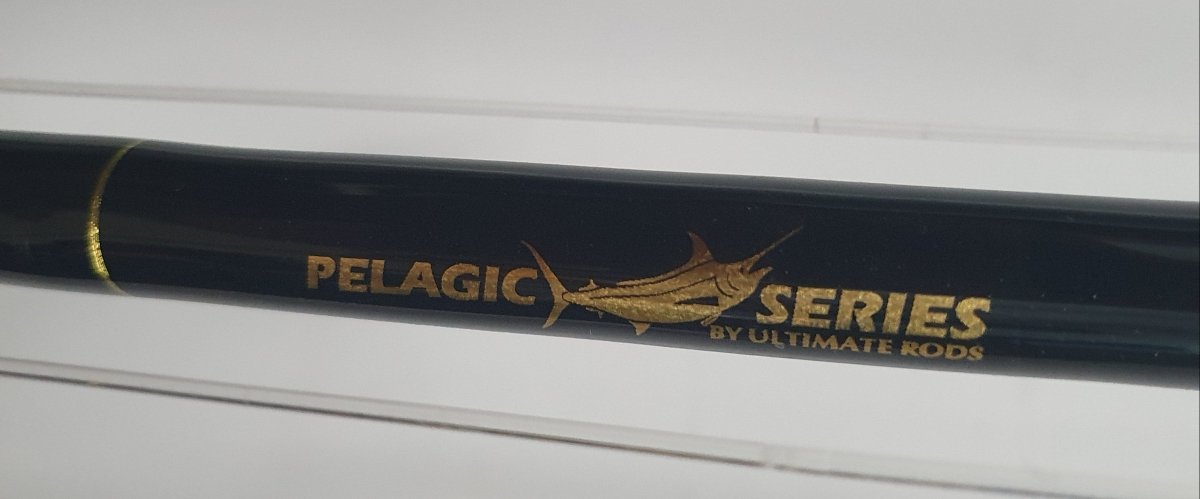 PELAGIC SERIES
BY ULTIMATE RODS